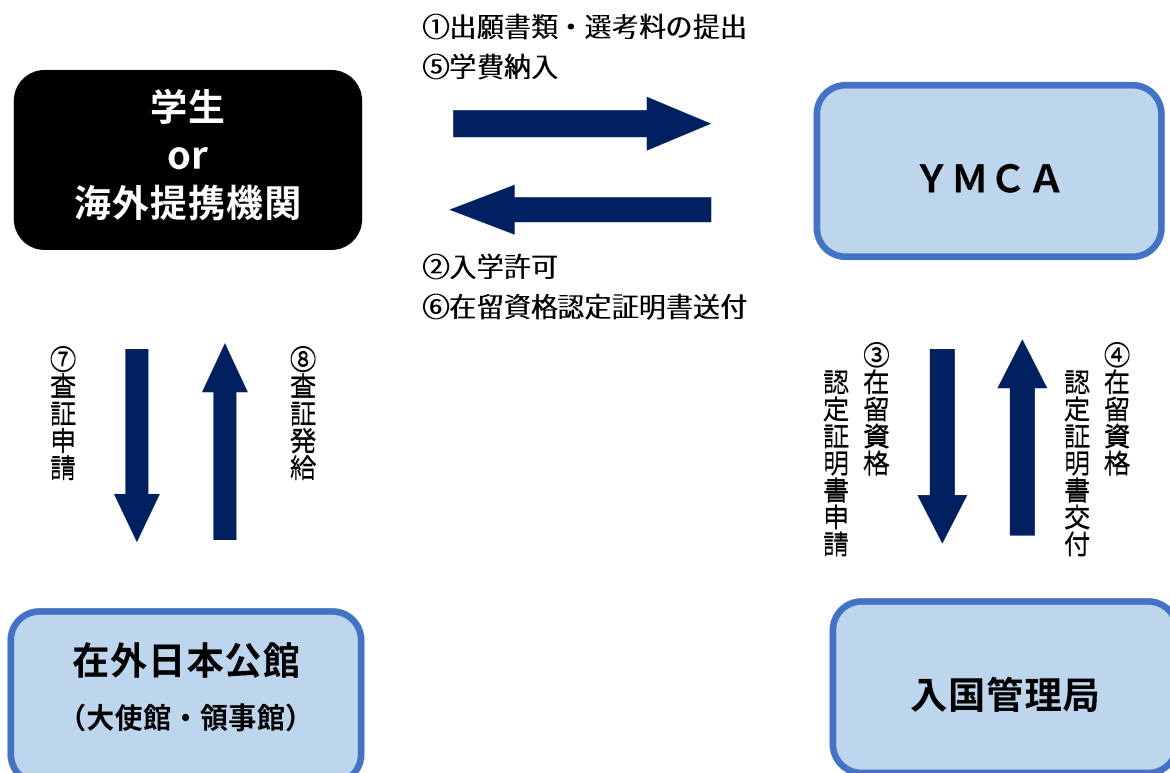 ①出願書類・選考料の提出
⑤学費納入
学生
or
海外提携機関
ＹＭＣＡ
②入学許可
⑥在留資格認定証明書送付
⑦査証申請
⑧査証発給
③在留資格
認定証明書申請
④在留資格
認定証明書交付
在外日本公館
（大使館・領事館）
入国管理局